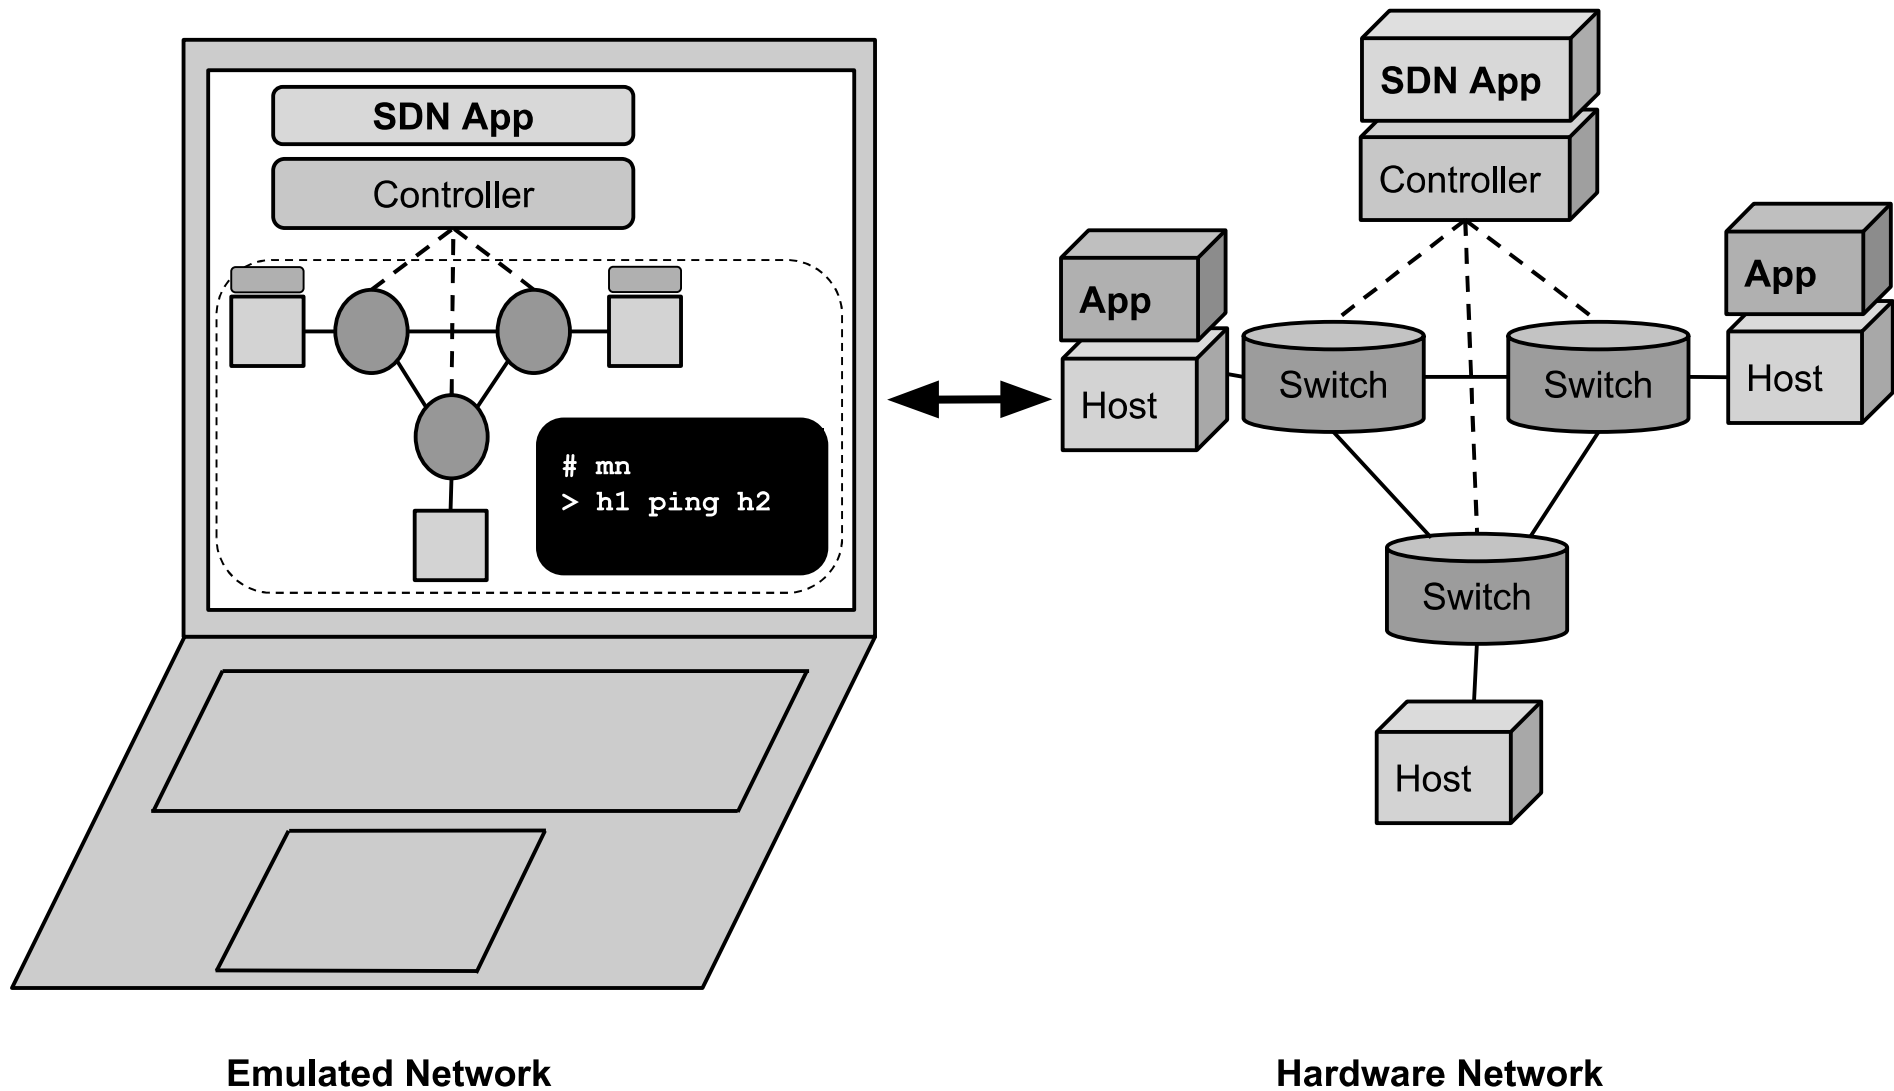 SDN App
Controller
# mn
> h1 ping h2
Emulated Network
SDN App
Controller
App
Host
App
Host
Switch
Switch
Switch
Host
Hardware Network